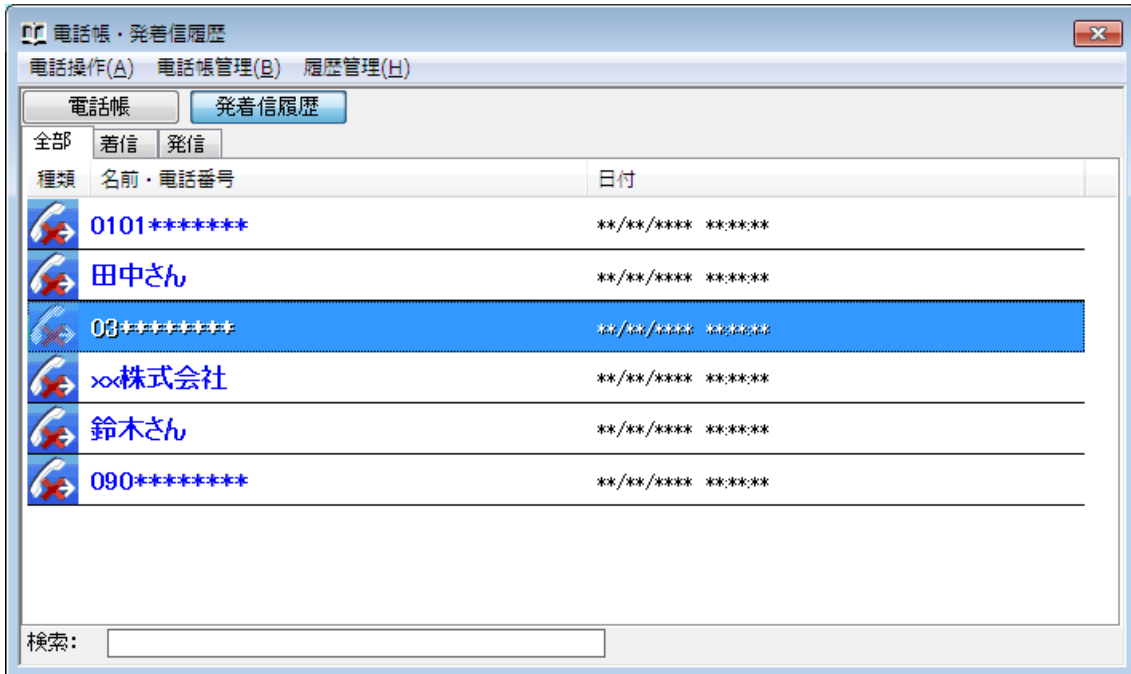 電話帳・発着信履歴
電話操作(A) 電話帳管理(B) 履歴管理(H)
電話帳 発着信履歴
全部 着信 発信
種類 名前・電話番号 日付
0101******* **/**/**** **:**:**
田中さん **/**/**** **:**:**
03******** **/**/**** **:**:**
xx株式会社 **/**/**** **:**:**
鈴木さん **/**/**** **:**:**
090******** **/**/**** **:**:**
検索: